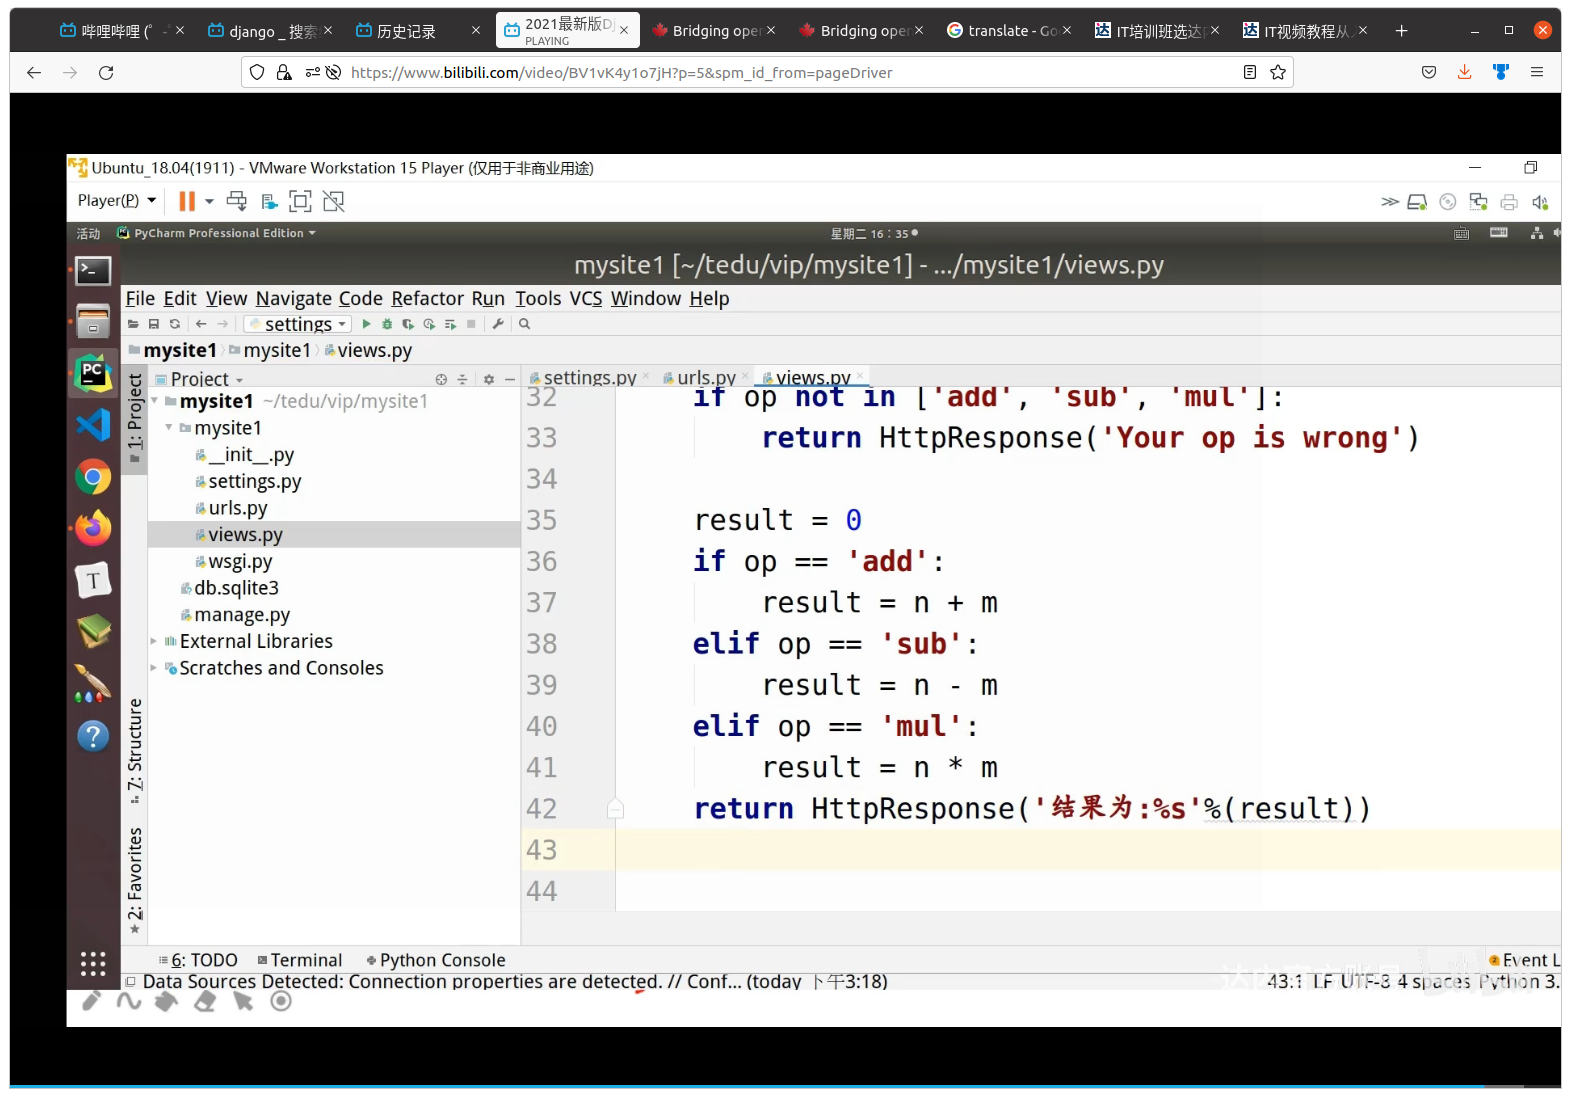 哔哩哔哩 (゜-
django _ 搜索
历史记录
2021最新版Dj
PLAYING
Bridging oper
Bridging oper
translate - Go
IT培训班选达内
IT视频教程从入
https://www.bilibili.com/video/BV1vK4y1o7jH?p=5&spm_id_from=pageDriver
Ubuntu_18.04(1911) - VMware Workstation 15 Player (仅用于非商业用途)
Player(P)
活动 PyCharm Professional Edition 星期二 16：35
mysite1 [~/tedu/vip/mysite1] - .../mysite1/views.py
File Edit View Navigate Code Refactor Run Tools VCS Window Help
settings
mysite1 mysite1 views.py
1: Project
7: Structure
2: Favorites
Project
mysite1 ~/tedu/vip/mysite1
mysite1
__init__.py
settings.py
urls.py
views.py
wsgi.py
db.sqlite3
manage.py
External Libraries
Scratches and Consoles
settings.py urls.py views.py
32 if op not in ['add', 'sub', 'mul']:
33 return HttpResponse('Your op is wrong')
34
35 result = 0
36 if op == 'add':
37 result = n + m
38 elif op == 'sub':
39 result = n - m
40 elif op == 'mul':
41 result = n * m
42 return HttpResponse('结果为:%s'%(result))
43
44
6: TODO Terminal Python Console 2 Event L
Data Sources Detected: Connection properties are detected. // Conf... (today 下午3:18) 43:1 LF UTF-8 4 spaces Python 3.